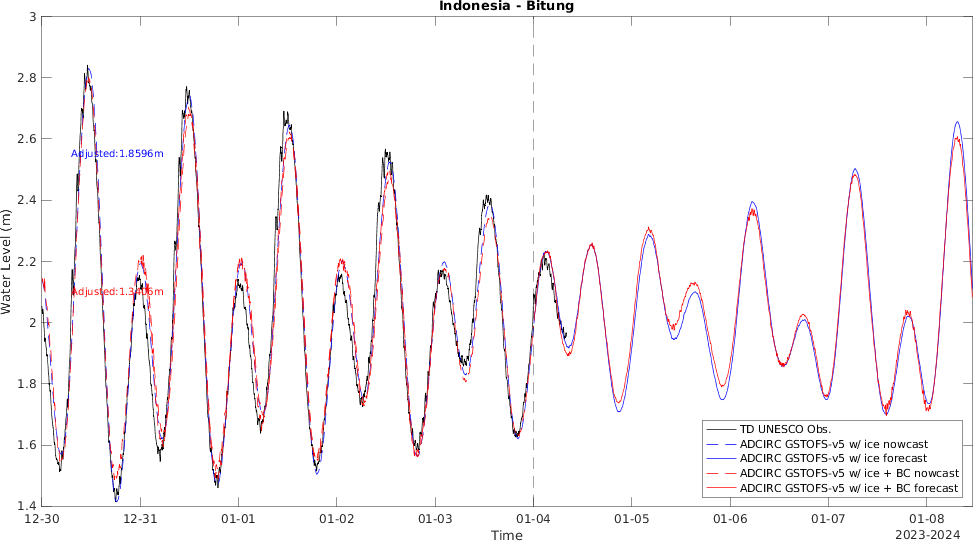 Indonesia - Bitung
3
2.8
2.6
2.4
2.2
2
1.8
1.6
1.4
Water Level (m)
Adjusted:1.8596m
12-30
12-31
01-01
01-02
01-03
01-04
01-05
01-06
01-07
01-08
Time
2023-2024
TD UNESCO Obs.
ADCIRC GSTOFS-v5 w/ ice nowcast
ADCIRC GSTOFS-v5 w/ ice forecast
ADCIRC GSTOFS-v5 w/ ice + BC nowcast
ADCIRC GSTOFS-v5 w/ ice + BC forecast